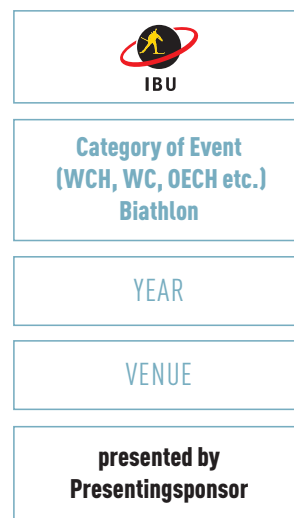 IBU
Category of Event
(WCH, WC, OECH etc.)
Biathlon
YEAR
VENUE
presented by
Presentingsponsor